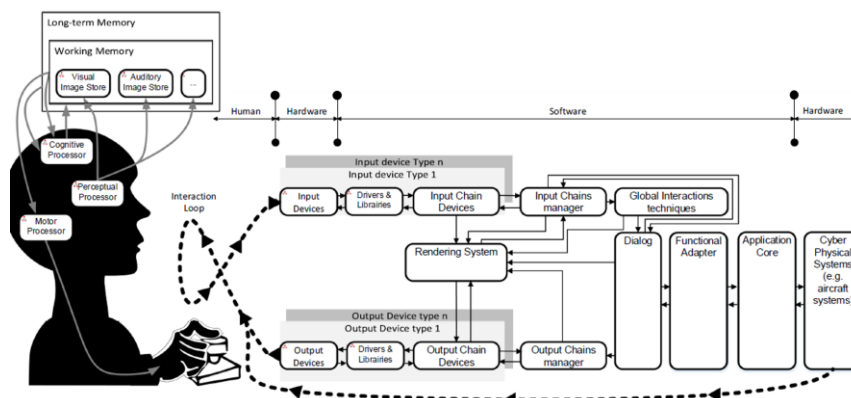 Long-term Memory
Working Memory
Visual
Image Store
Auditory
Image Store
...
Human
Hardware
Software
Hardware
Cognitive
Processor
Perceptual
Processor
Motor
Processor
Interaction
Loop
Input device Type n
Input device Type 1
Input
Devices
Drivers &
Librairies
Input Chain
Devices
Input Chains
manager
Global Interactions
techniques
Rendering System
Dialog
Functional
Adapter
Application
Core
Cyber
Physical
Systems
(e.g.
aircraft
systems)
Output Device type n
Output Device type 1
Output
Devices
Drivers &
Librairies
Output Chain
Devices
Output Chains
manager